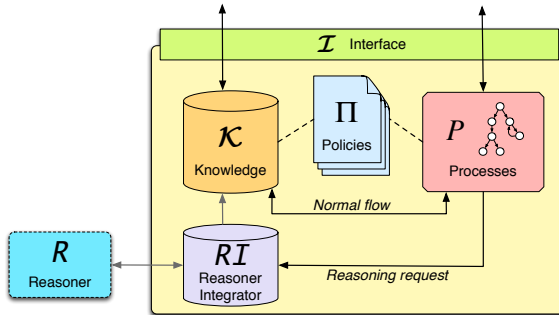 𝓘 Interface
𝓚
Knowledge
Π
Policies
P
Processes
Normal flow
R
Reasoner
RI
Reasoner
Integrator
Reasoning request